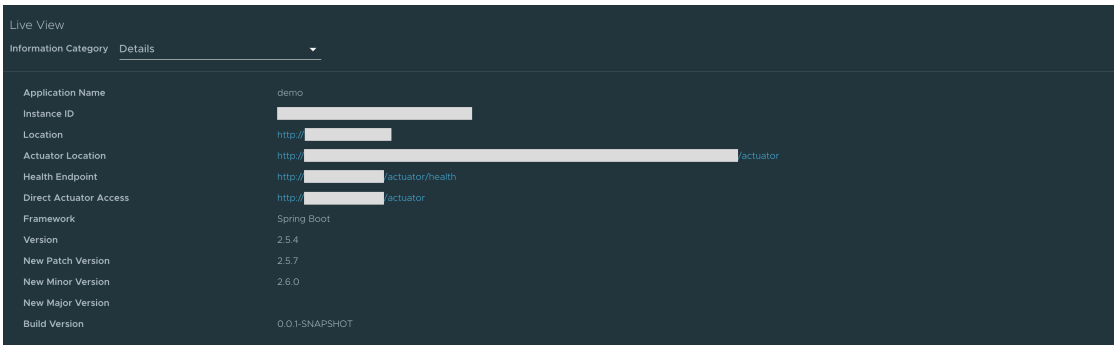 Live View
Information Category Details
Application Name demo
Instance ID
Location http://
Actuator Location http:// /actuator
Health Endpoint http:// /actuator/health
Direct Actuator Access http:// /actuator
Framework Spring Boot
Version 2.5.4
New Patch Version 2.5.7
New Minor Version 2.6.0
New Major Version
Build Version 0.0.1-SNAPSHOT